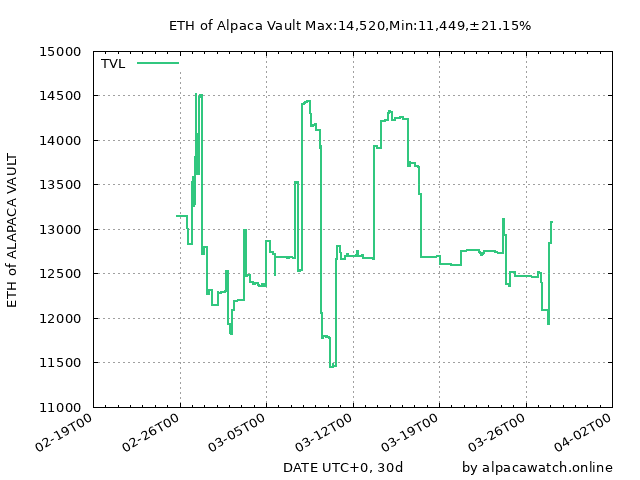 ETH of Alpaca Vault Max:14,520,Min:11,449,±21.15%
TVL
15000
14500
14000
13500
13000
12500
12000
11500
11000
ETH of ALAPACA VAULT
02-19T00
02-26T00
03-05T00
03-12T00
03-19T00
03-26T00
04-02T00
DATE UTC+0, 30d
by alpacawatch.online